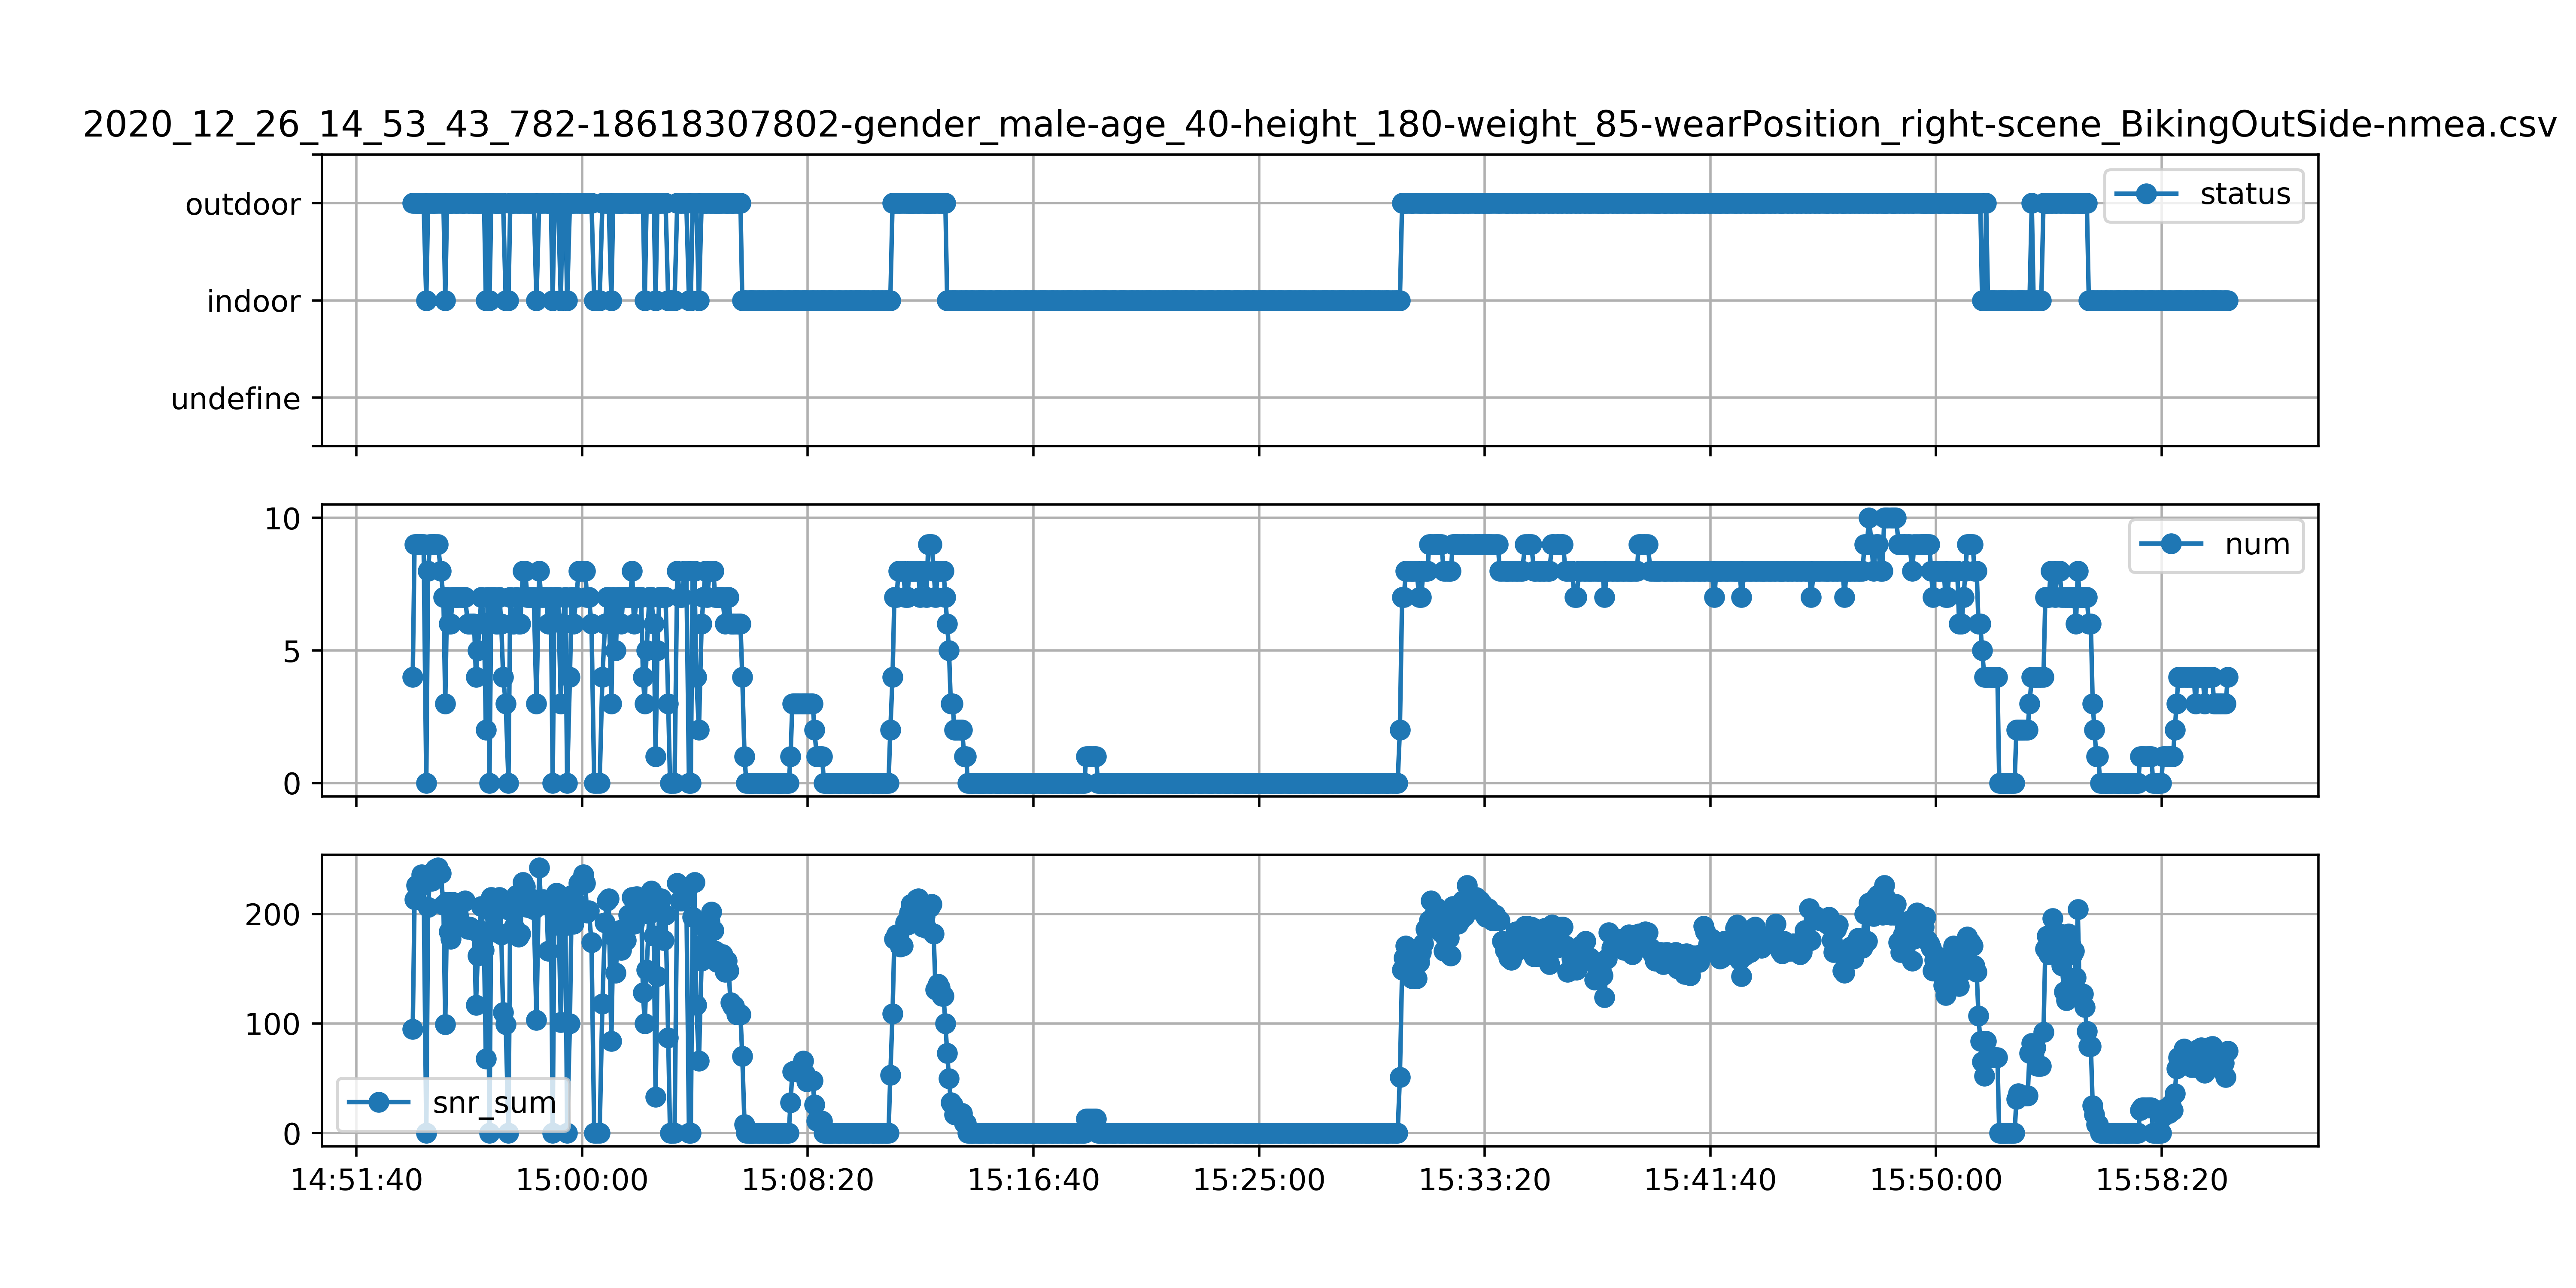 2020_12_26_14_53_43_782-18618307802-gender_male-age_40-height_180-weight_85-wearPosition_right-scene_BikingOutSide-nmea.csv
outdoor
status
indoor
undefine
10
num
5
0
200
100
snr_sum
0
14:51:40 15:00:00 15:08:20 15:16:40 15:25:00 15:33:20 15:41:40 15:50:00 15:58:20